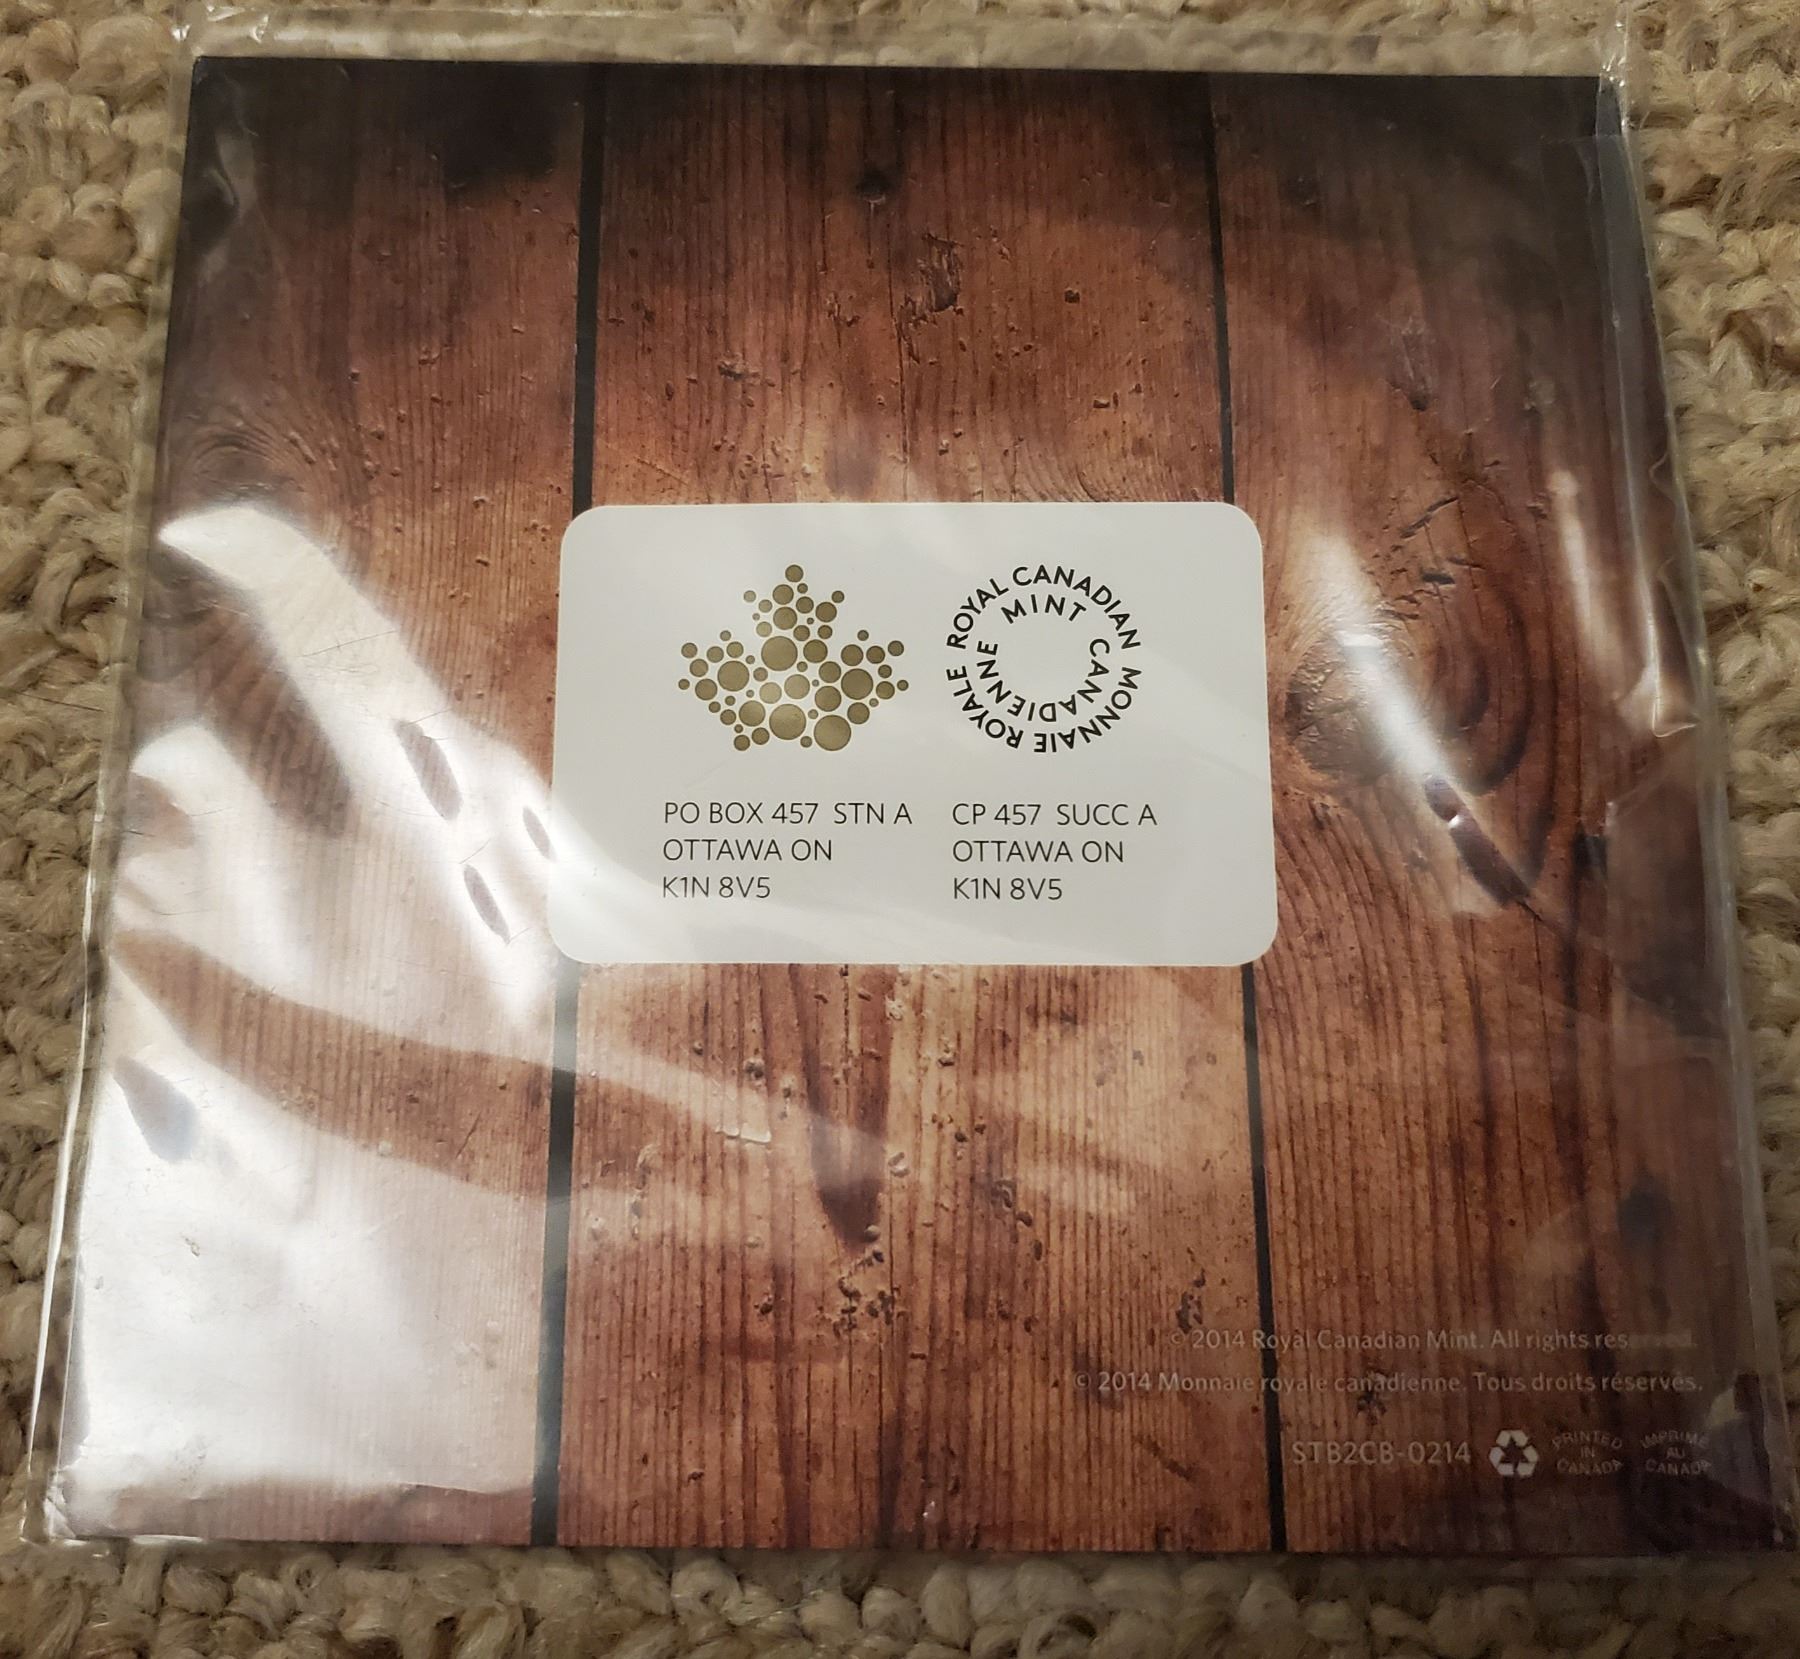 ROYAL CANADIAN MINT
MONNAIE ROYALE CANADIENNE
PO BOX 457 STN A
OTTAWA ON
K1N 8V5
CP 457 SUCC A
OTTAWA ON
K1N 8V5
© 2014 Royal Canadian Mint. All rights reserved.
© 2014 Monnaie royale canadienne. Tous droits réservés.
STB2CB-0214
PRINTED
IN
CANADA
IMPRIMÉ
AU
CANADA